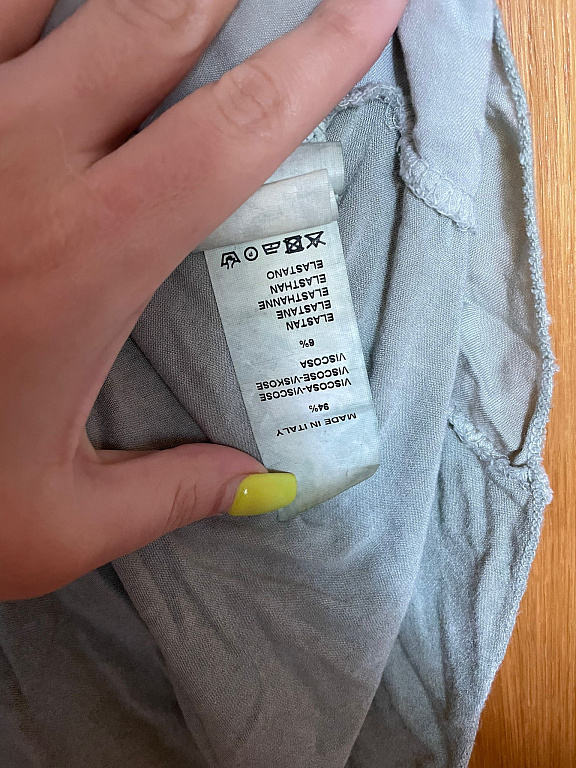 MADE IN ITALY
94%
VISCOSA-VISCOSE
VISCOSE-VISKOSE
VISCOSA
6%
ELASTAN
ELASTANE
ELASTHANNE
ELASTHAN
ELASTANO